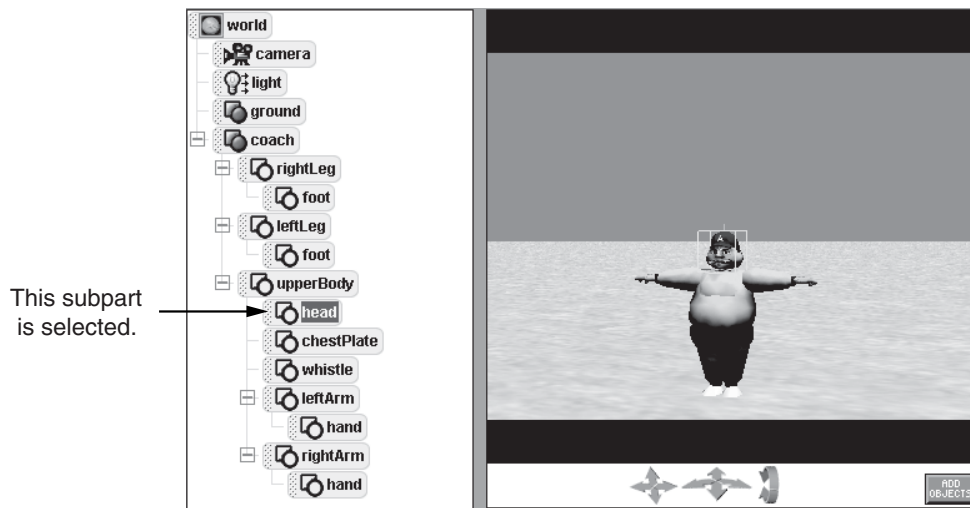 world
camera
light
ground
coach
rightLeg
foot
leftLeg
foot
upperBody
This subpart
is selected.
head
chestPlate
whistle
leftArm
hand
rightArm
hand
A
ADD
OBJECTS